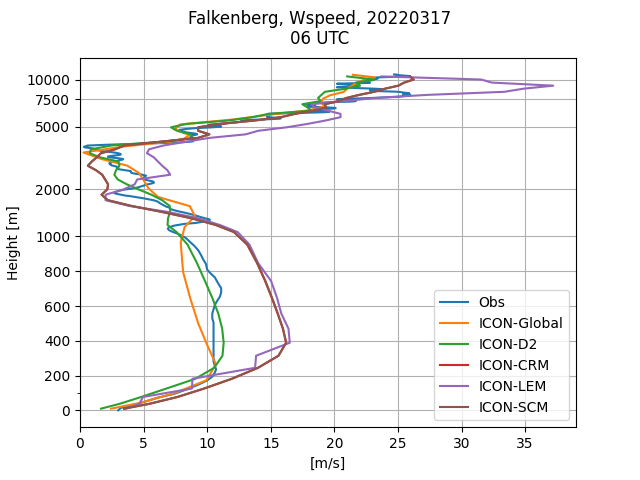 Falkenberg, Wspeed, 20220317
06 UTC
Height [m]
10000
7500
5000
2000
1000
800
600
400
200
0
Obs
ICON-Global
ICON-D2
ICON-CRM
ICON-LEM
ICON-SCM
0 5 10 15 20 25 30 35
[m/s]